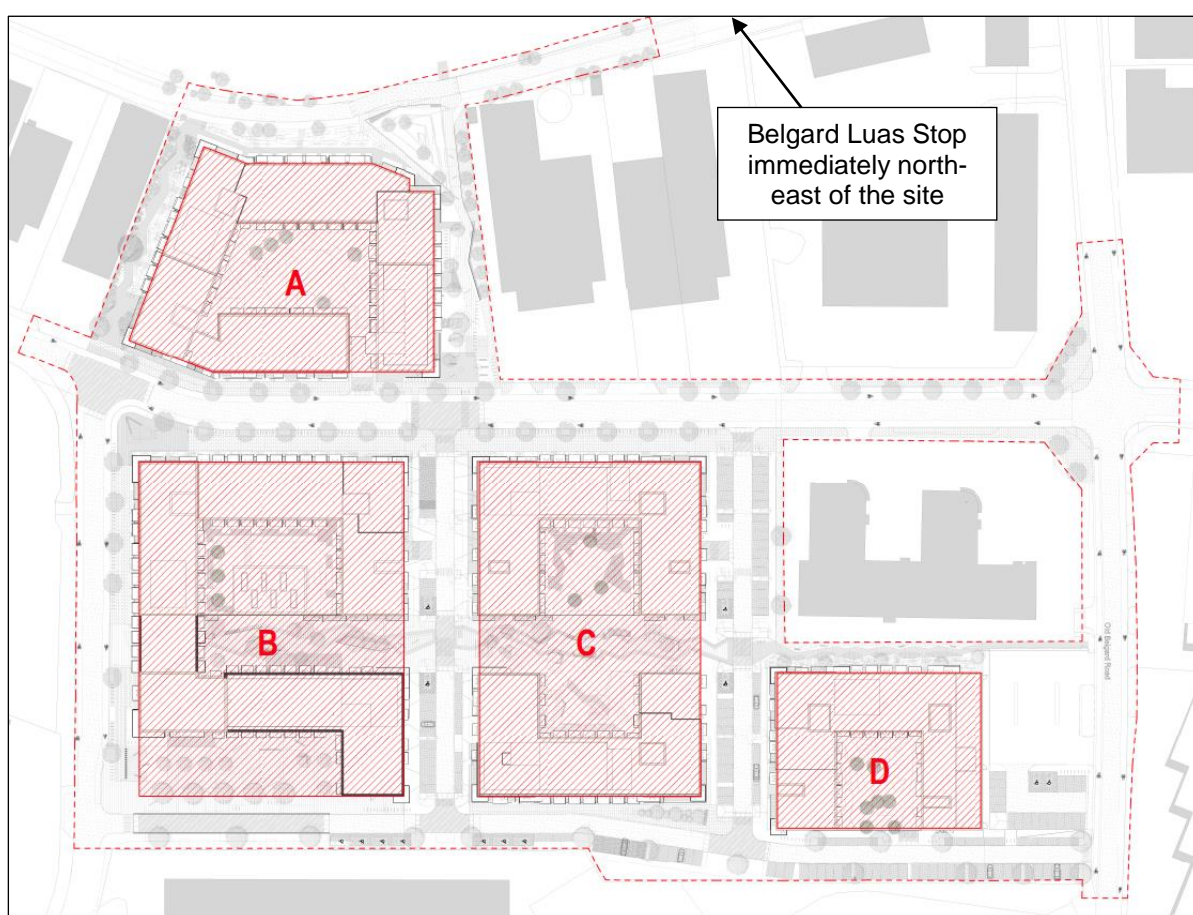 Belgard Luas Stop
immediately north-
east of the site
A
B
C
D
Old Belgard Road